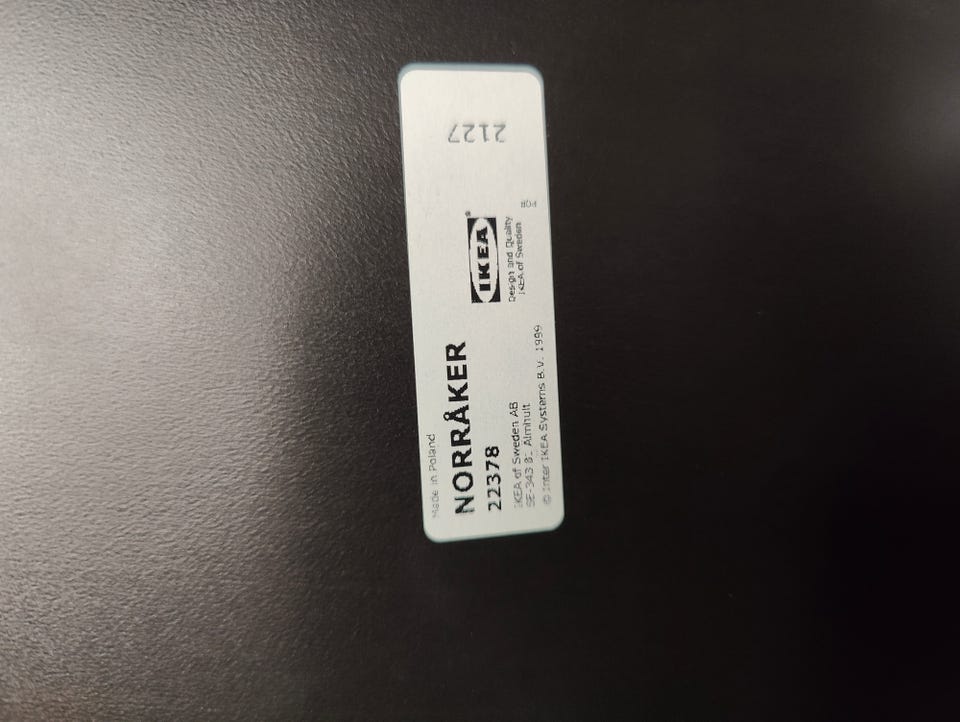 Made in Poland
NORRÅKER
22378
IKEA of Sweden AB
SE-343 81 Älmhult
© Inter IKEA Systems B.V. 1999
IKEA®
Design and Quality
IKEA of Sweden
2127